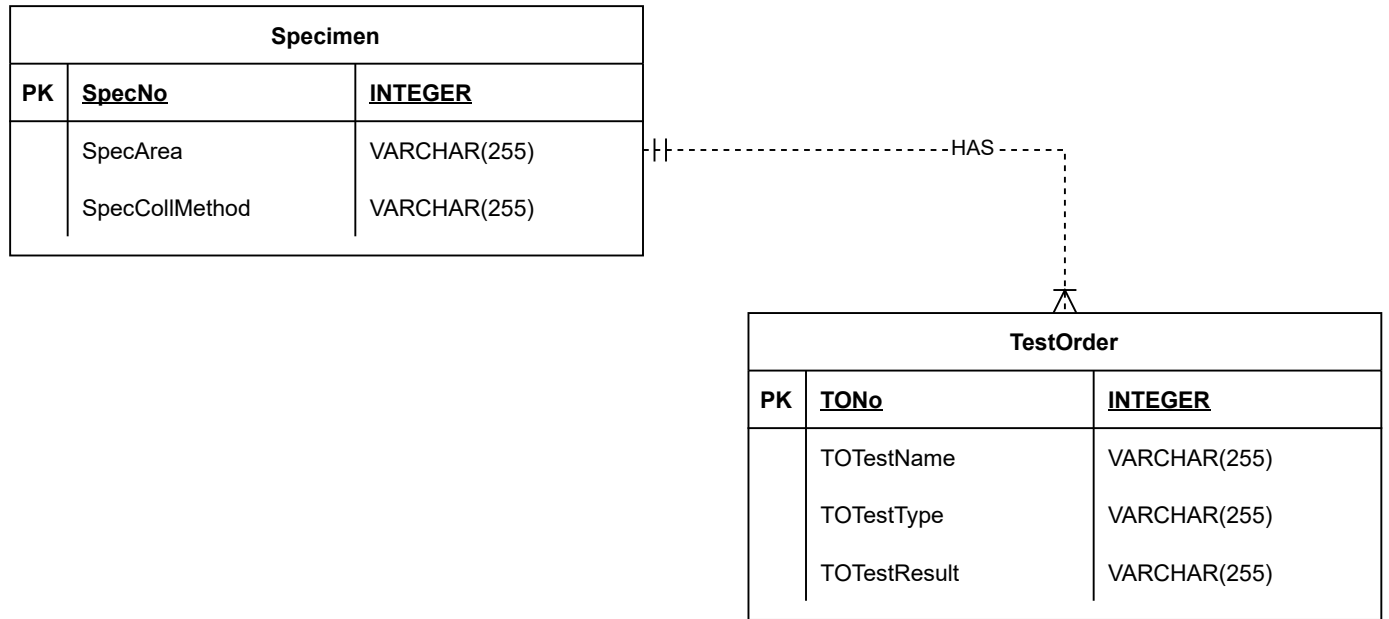 Specimen
PK SpecNo INTEGER
SpecArea VARCHAR(255)
SpecCollMethod VARCHAR(255)
HAS
TestOrder
PK TONo INTEGER
TOTestName VARCHAR(255)
TOTestType VARCHAR(255)
TOTestResult VARCHAR(255)